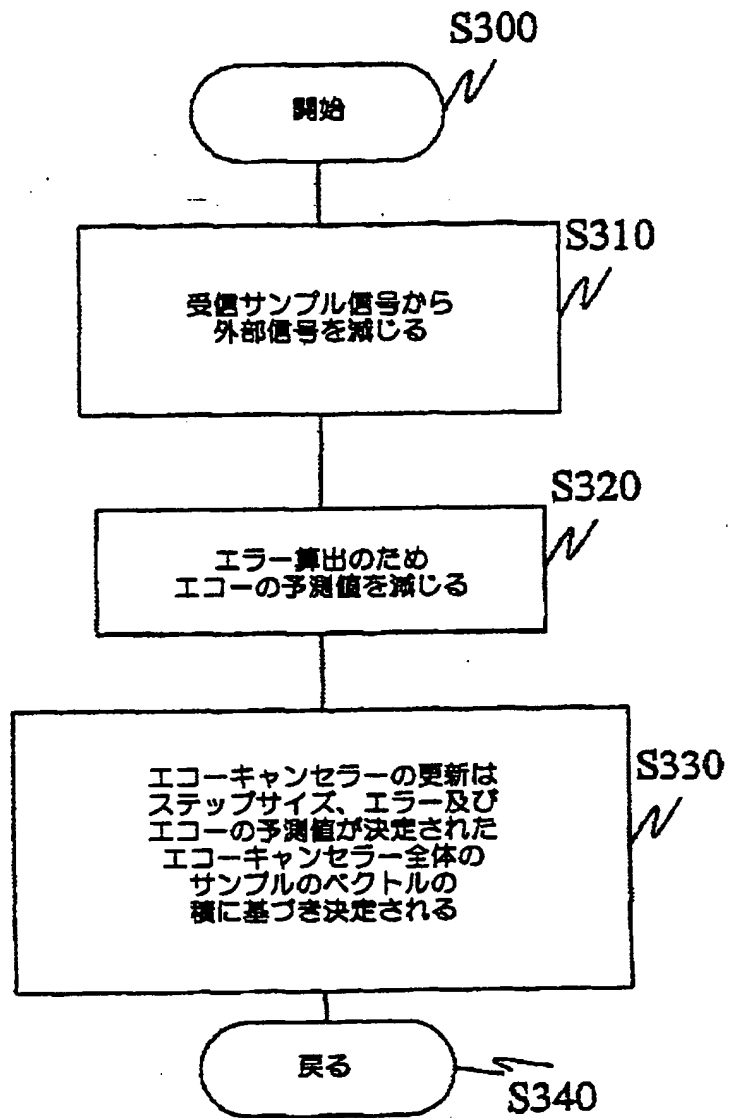 S300
開始
S310
受信サンプル信号から
外部信号を減じる
S320
エラー算出のため
エコーの予測値を減じる
S330
エコーキャンセラーの更新は
ステップサイズ、エラー及び
エコーの予測値が決定された
エコーキャンセラー全体の
サンプルのベクトルの
積に基づき決定される
戻る
S340